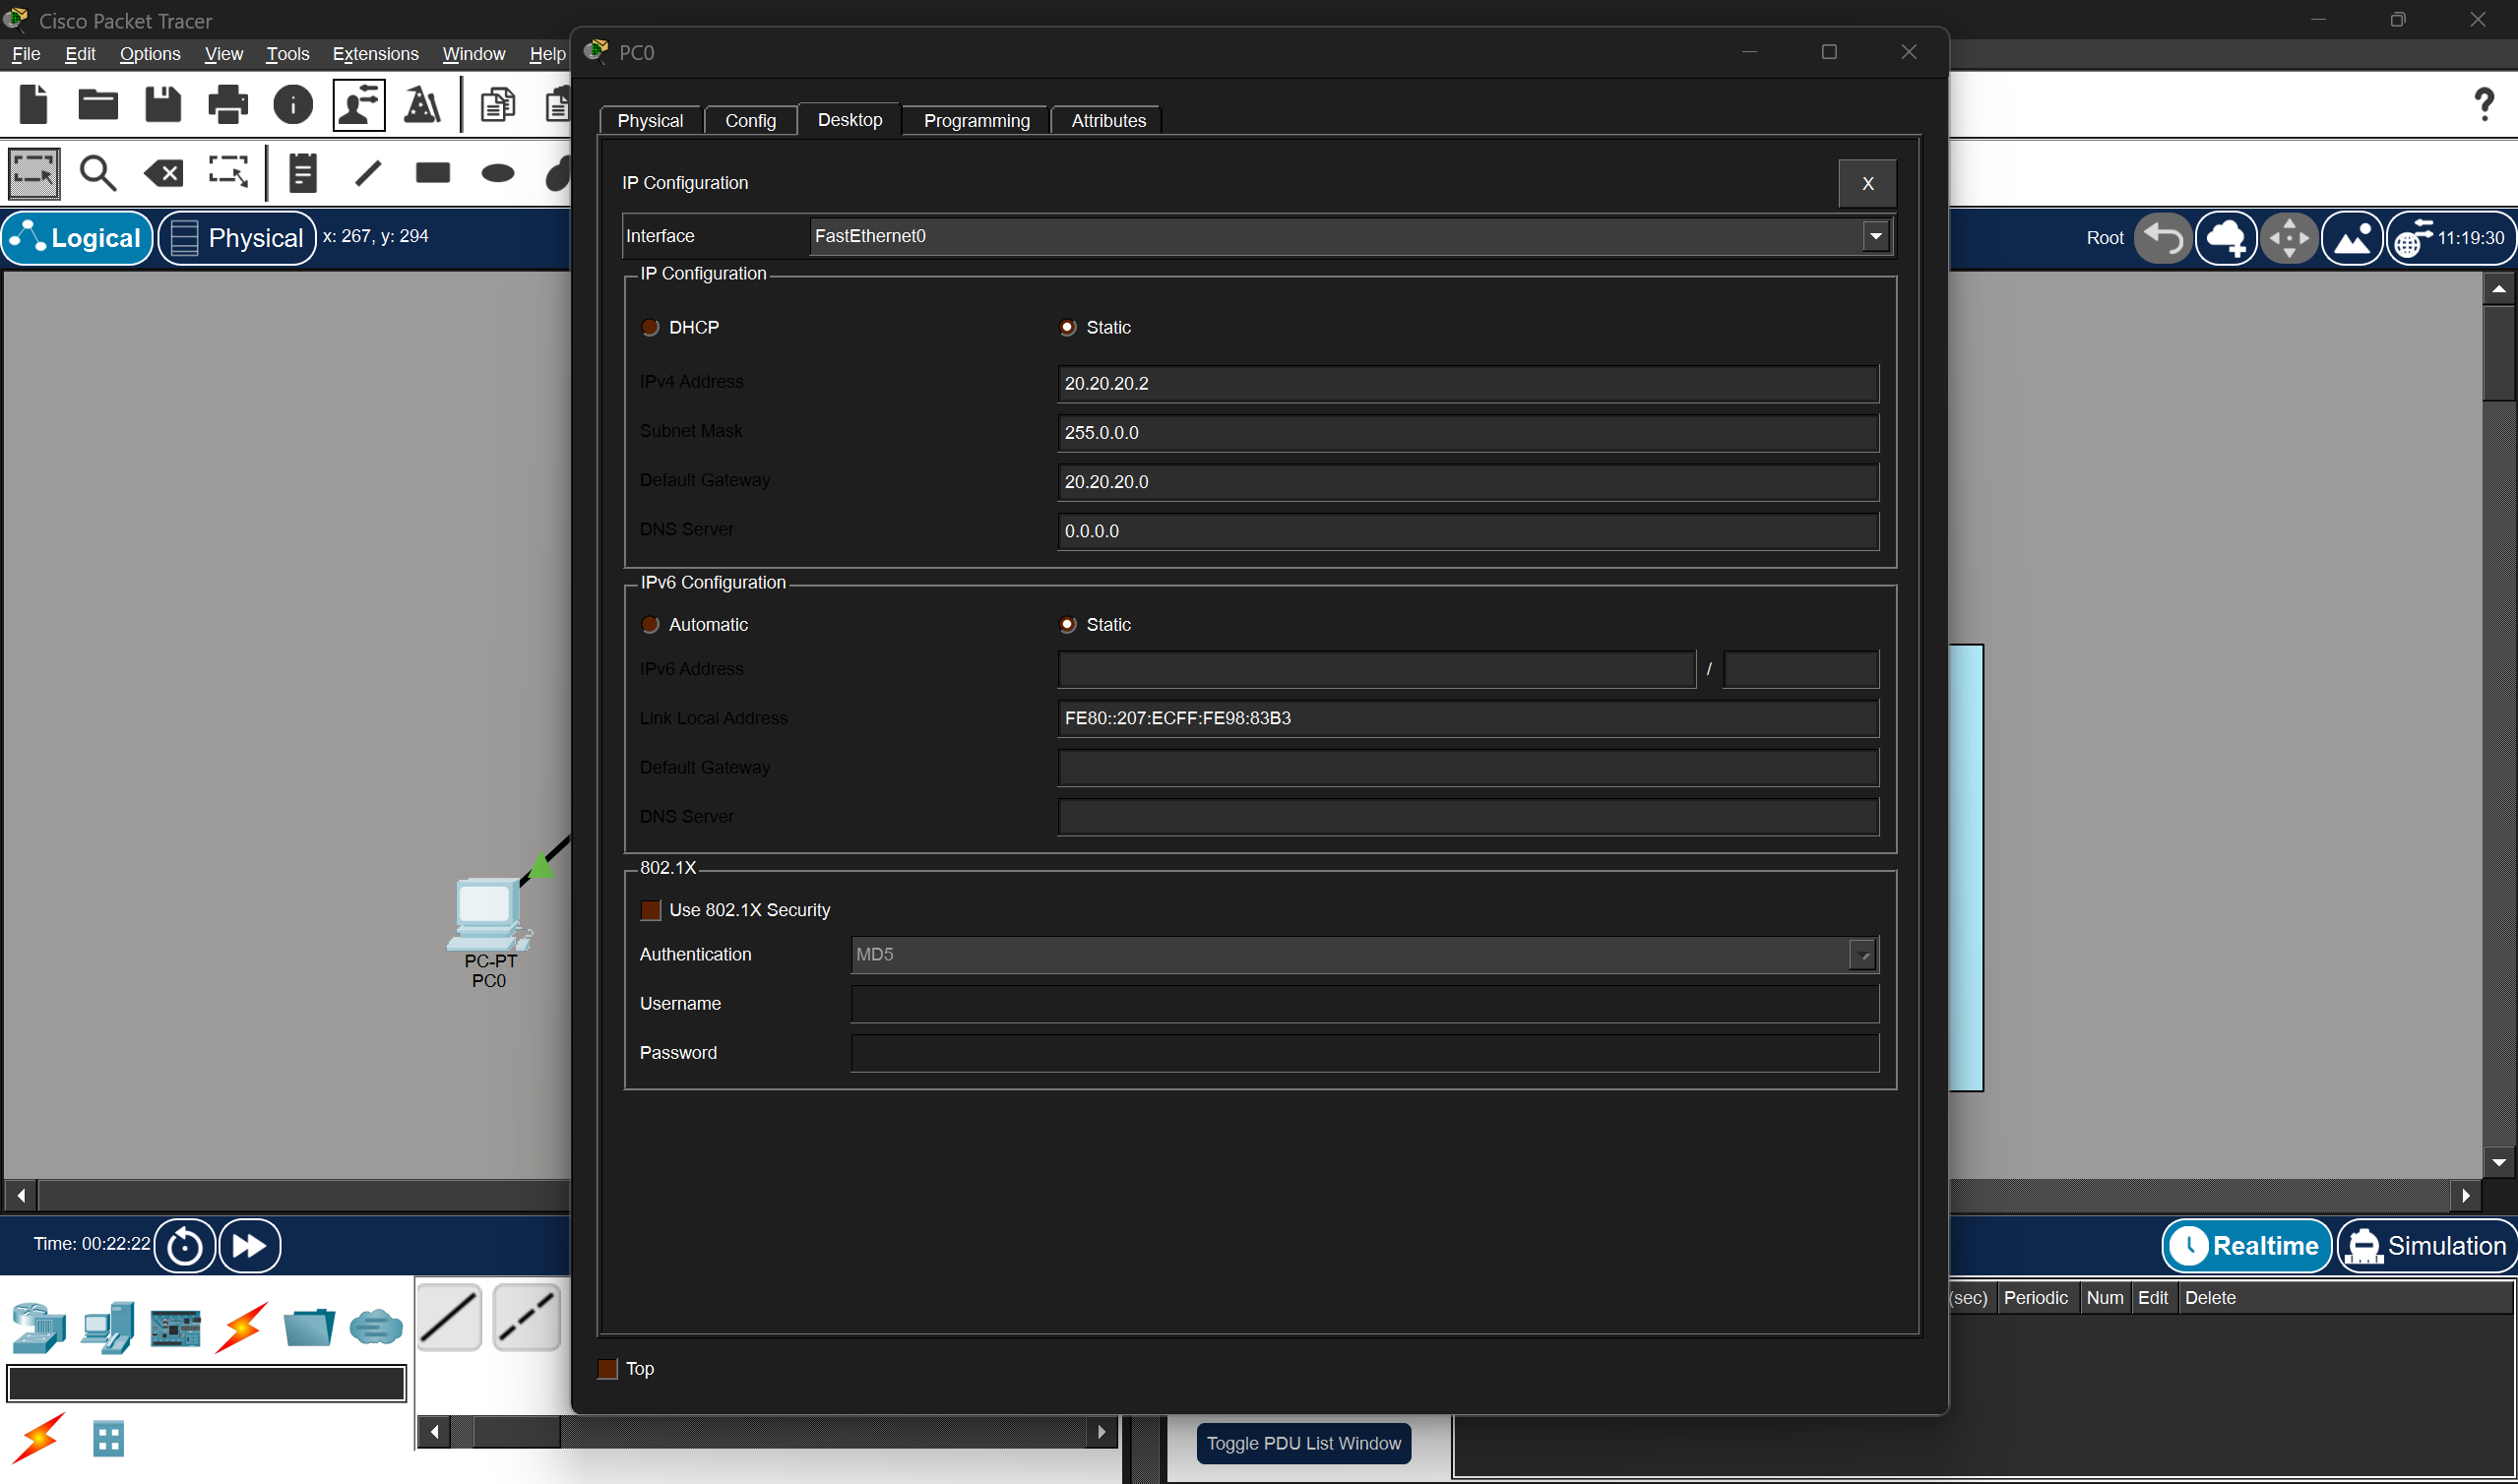 Cisco Packet Tracer
File Edit Options View Tools Extensions Window Help
PC0
Physical Config Desktop Programming Attributes
IP Configuration
X
Logical Physical x: 267, y: 294
Root 11:19:30
Interface FastEthernet0
IP Configuration
DHCP Static
IPv4 Address 20.20.20.2
Subnet Mask 255.0.0.0
Default Gateway 20.20.20.0
DNS Server 0.0.0.0
IPv6 Configuration
Automatic Static
IPv6 Address /
Link Local Address FE80::207:ECFF:FE98:83B3
Default Gateway
DNS Server
802.1X
Use 802.1X Security
Authentication MD5
Username
Password
PC-PT
PC0
Time: 00:22:22
Realtime Simulation
(sec) Periodic Num Edit Delete
Top
Toggle PDU List Window